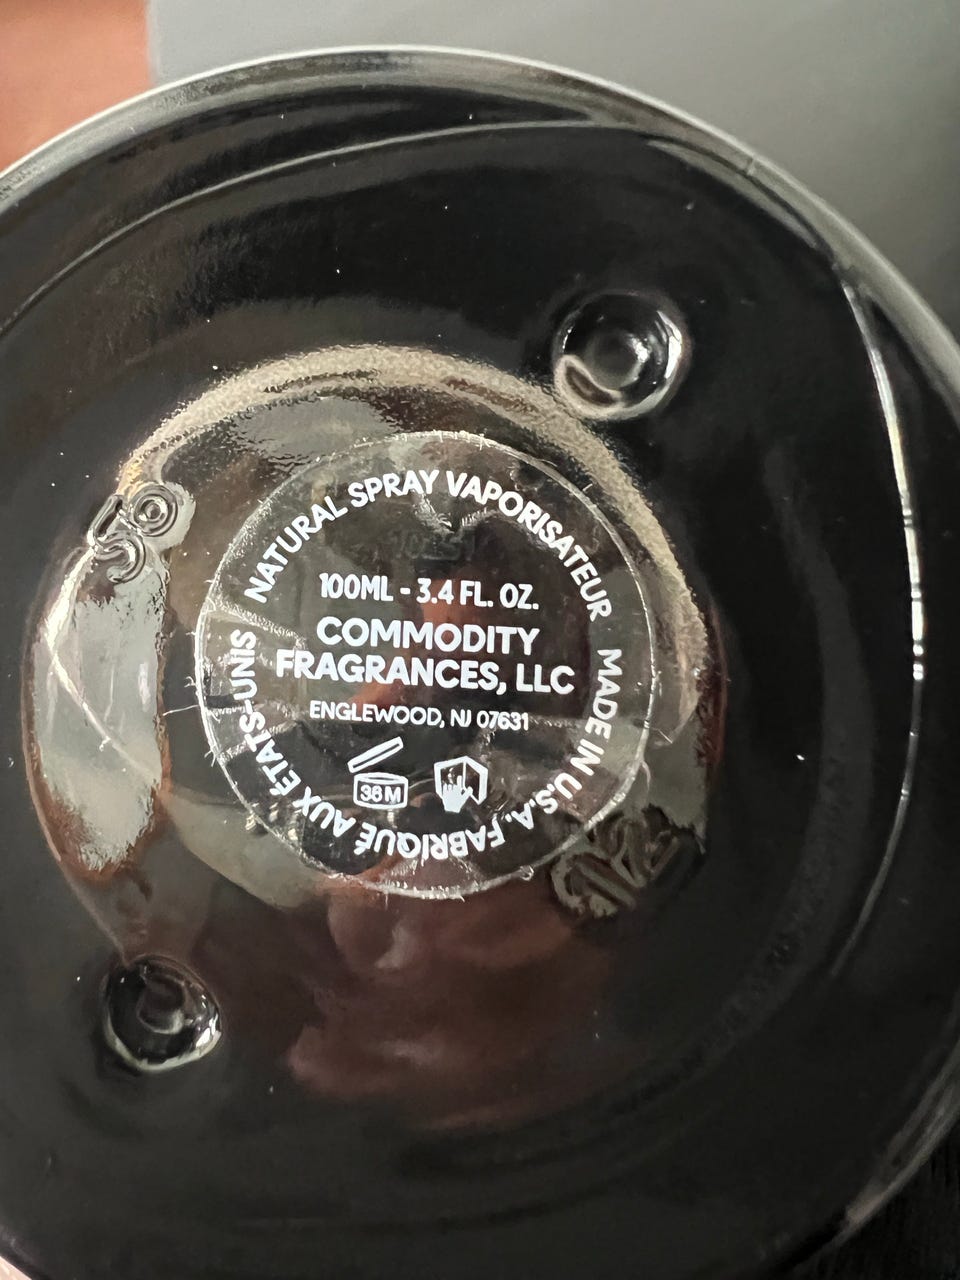 NATURAL SPRAY VAPORISATEUR
100ML - 3.4 FL. OZ.
COMMODITY
FRAGRANCES, LLC
ENGLEWOOD, NJ 07631
36M
MADE IN U.S.A. FABRIQUÉ AUX ÉTATS-UNIS
50